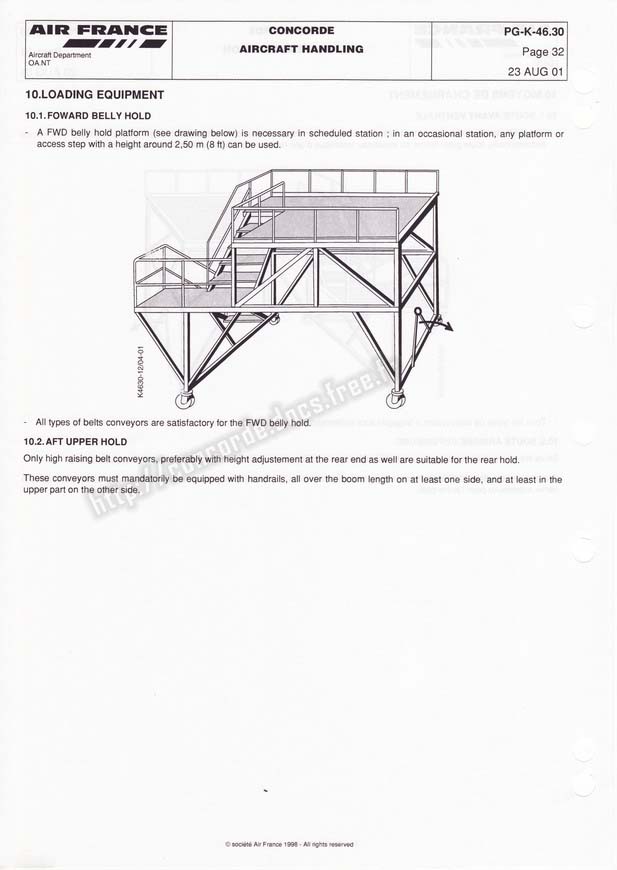 AIR FRANCE
Aircraft Department
OA.NT
CONCORDE
AIRCRAFT HANDLING
PG-K-46.30
Page 32
23 AUG 01
10.LOADING EQUIPMENT
10.1.FOWARD BELLY HOLD
- A FWD belly hold platform (see drawing below) is necessary in scheduled station ; in an occasional station, any platform or
access step with a height around 2,50 m (8 ft) can be used.
K4630-12/04-01
- All types of belts conveyors are satisfactory for the FWD belly hold.
10.2.AFT UPPER HOLD
Only high raising belt conveyors, preferably with height adjustement at the rear end as well are suitable for the rear hold.
These conveyors must mandatorily be equipped with handrails, all over the boom length on at least one side, and at least in the
upper part on the other side.
© société Air France 1998 - All rights reserved